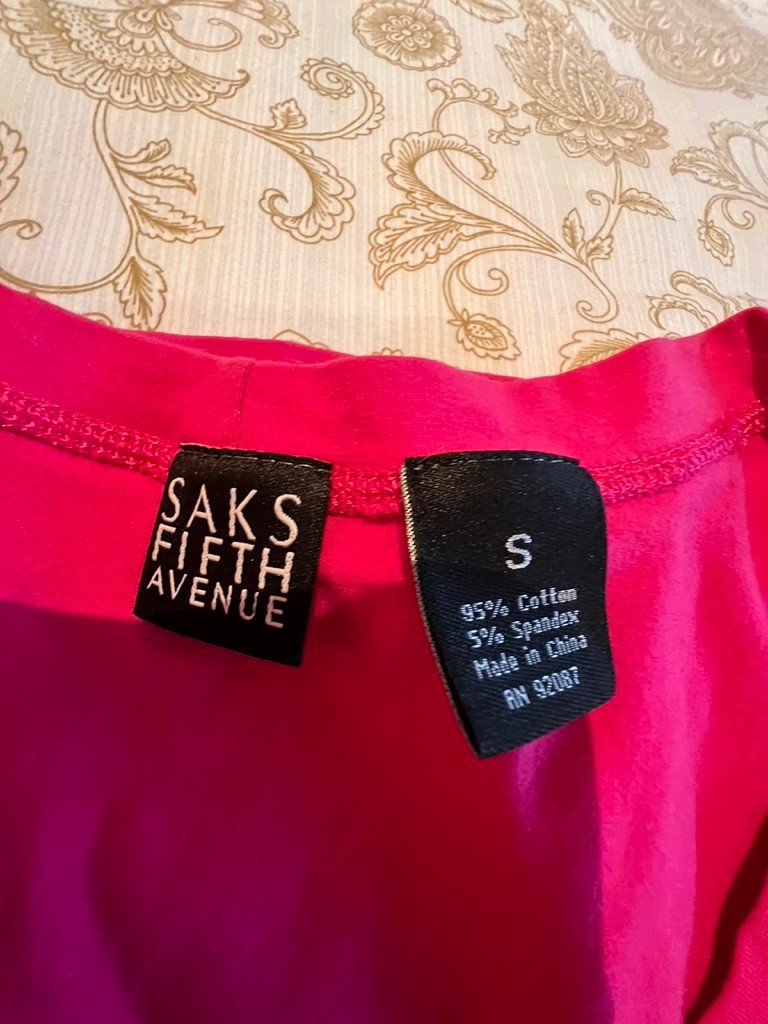 SAKS
FIFTH
AVENUE
S
95% Cotton
5% Spandex
Made in China
RN 92087